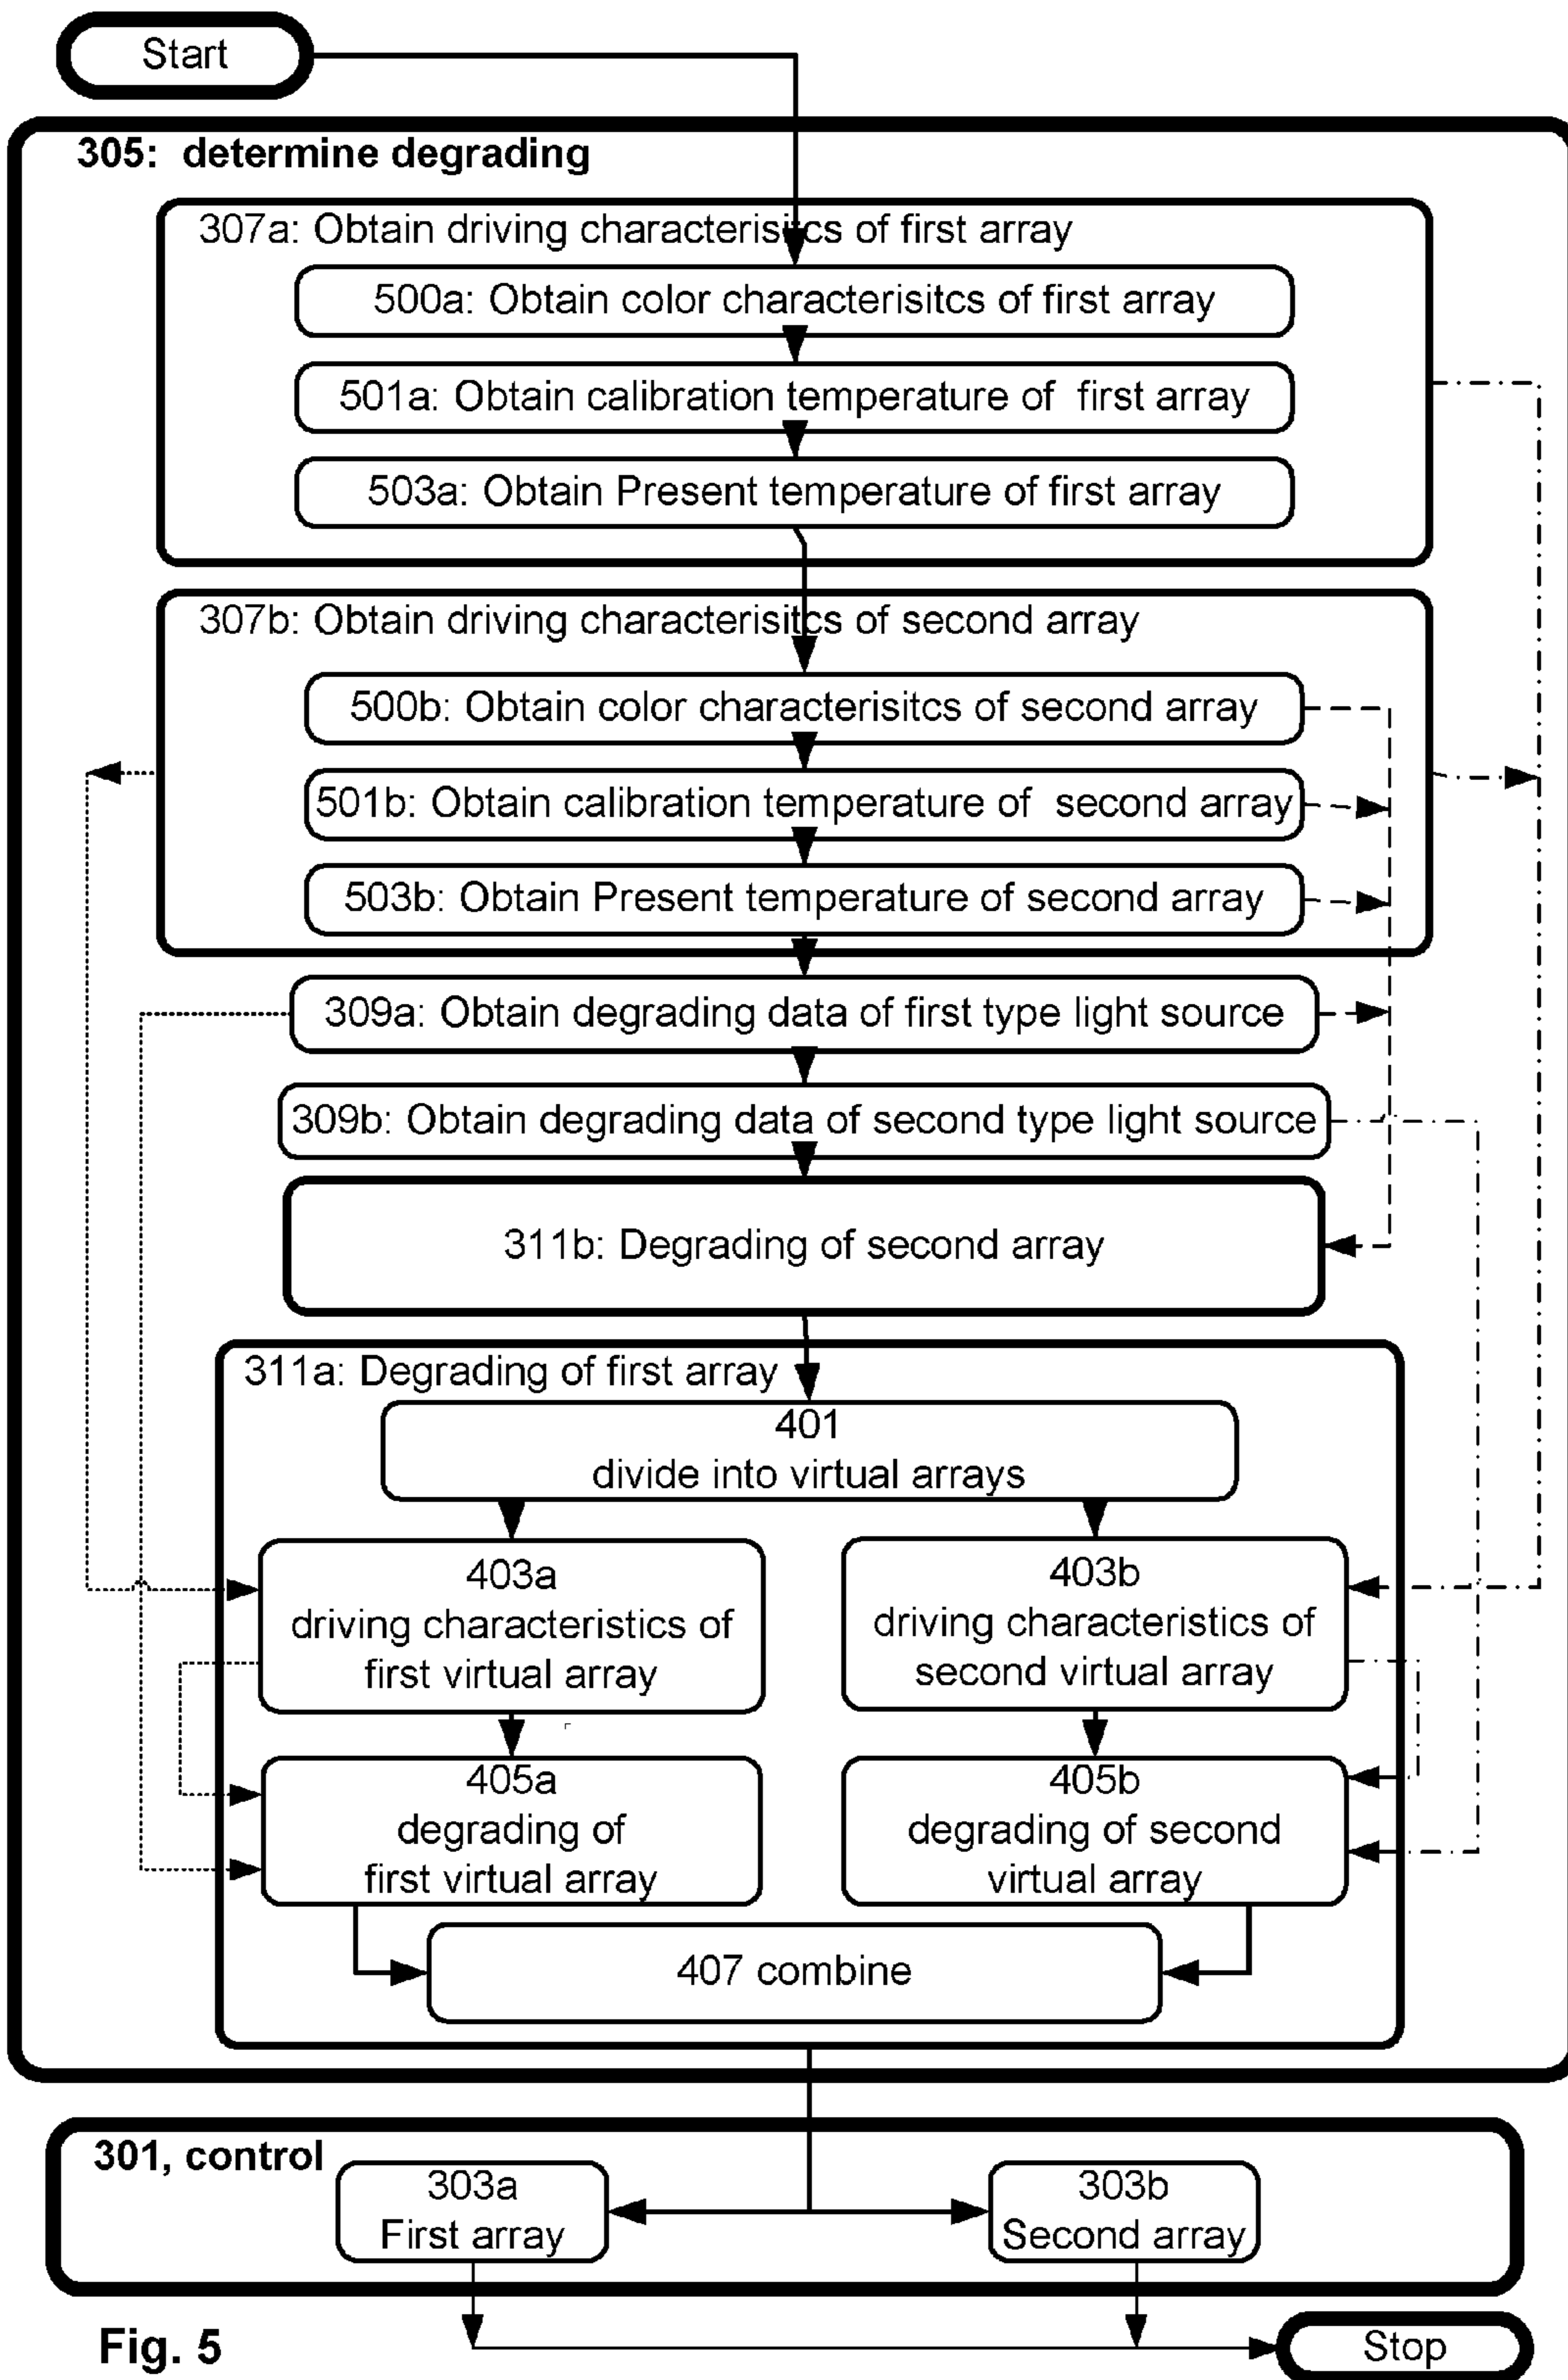 Start
305: determine degrading
307a: Obtain driving characterisitcs of first array
500a: Obtain color characterisitcs of first array
501a: Obtain calibration temperature of first array
503a: Obtain Present temperature of first array
307b: Obtain driving characterisitcs of second array
500b: Obtain color characterisitcs of second array
501b: Obtain calibration temperature of second array
503b: Obtain Present temperature of second array
309a: Obtain degrading data of first type light source
309b: Obtain degrading data of second type light source
311b: Degrading of second array
311a: Degrading of first array
401
divide into virtual arrays
403a
driving characteristics of
first virtual array
403b
driving characteristics of
second virtual array
405a
degrading of
first virtual array
405b
degrading of second
virtual array
407 combine
301, control
303a
First array
303b
Second array
Fig. 5
Stop